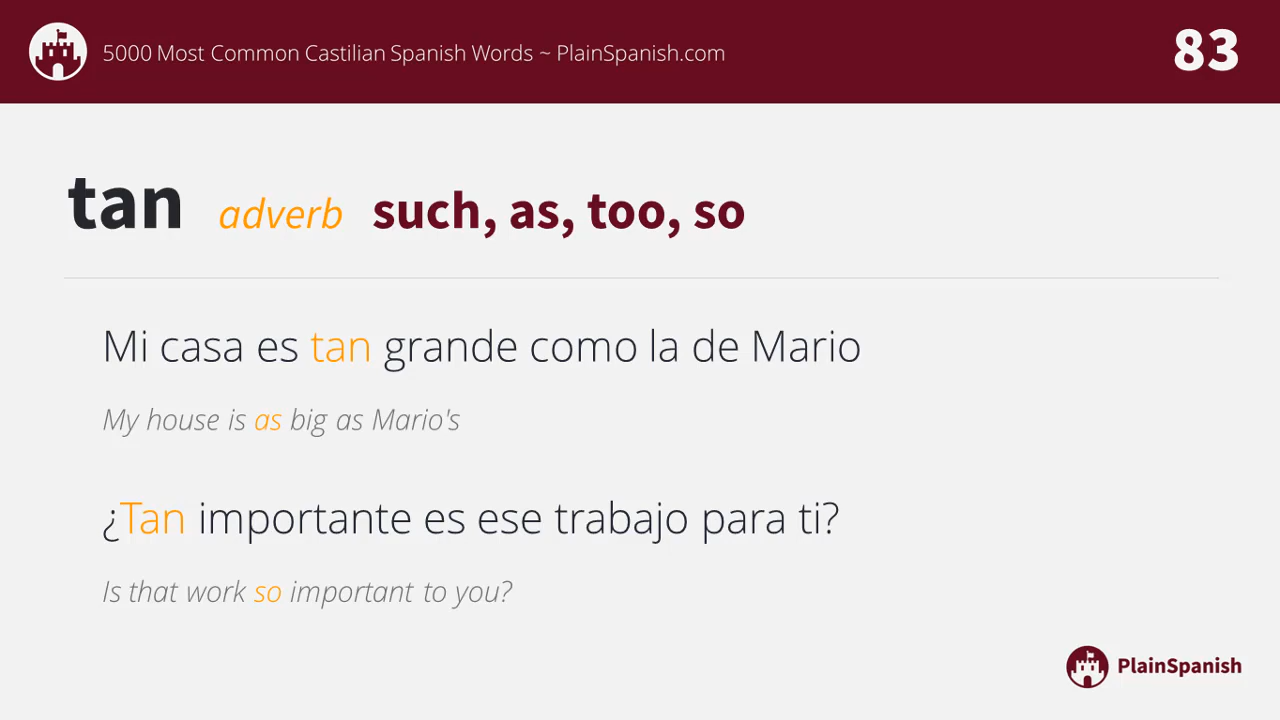 5000 Most Common Castilian Spanish Words ~ PlainSpanish.com
83
tan adverb such, as, too, so
Mi casa es tan grande como la de Mario
My house is as big as Mario's
¿Tan importante es ese trabajo para ti?
Is that work so important to you?
PlainSpanish